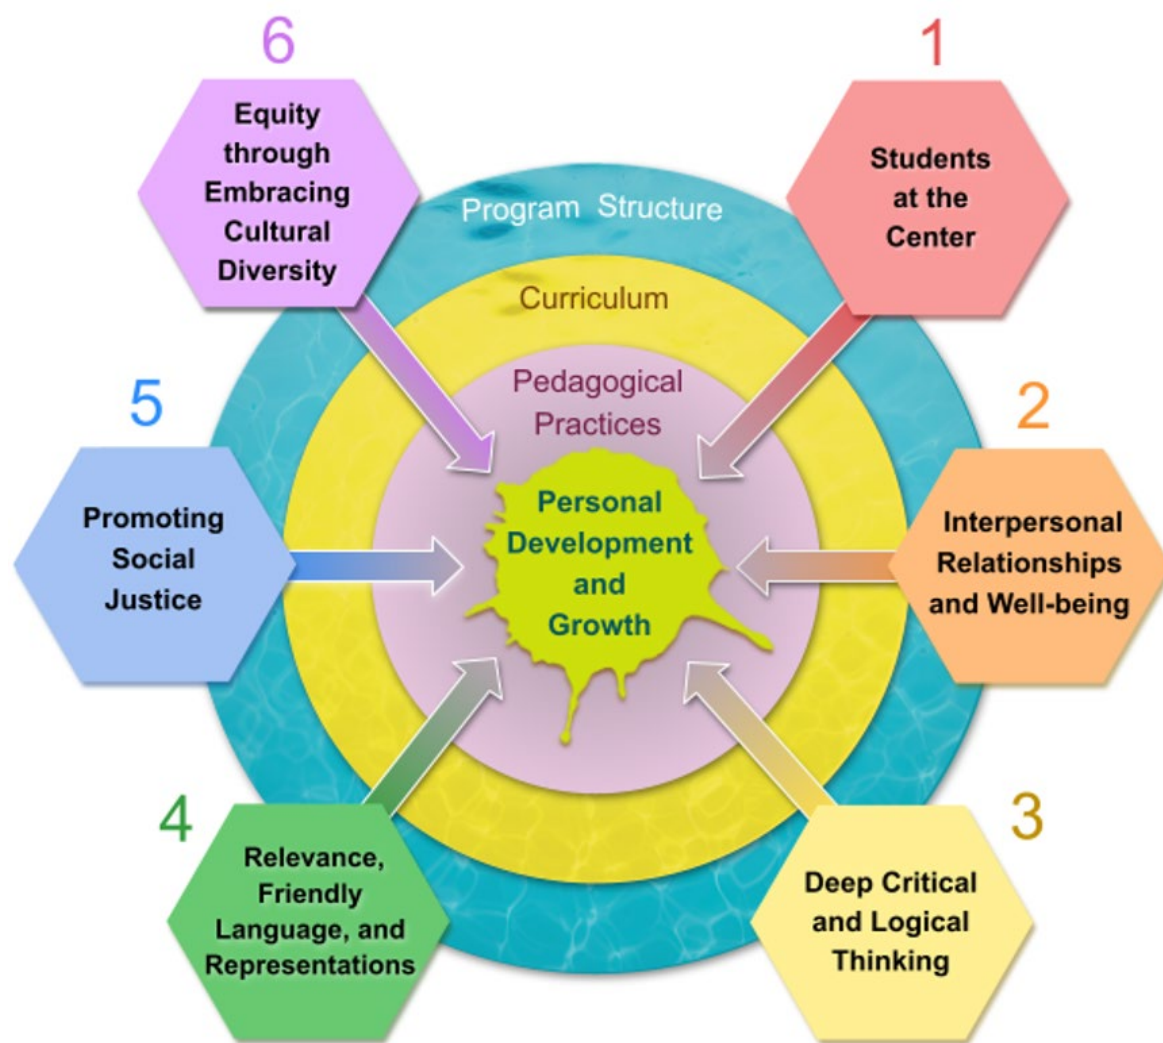 6
Equity
through
Embracing
Cultural
Diversity
1
Students
at the
Center
Program Structure
Curriculum
Pedagogical
Practices
Personal
Development
and
Growth
5
Promoting
Social
Justice
2
Interpersonal
Relationships
and Well-being
4
Relevance,
Friendly
Language, and
Representations
3
Deep Critical
and Logical
Thinking